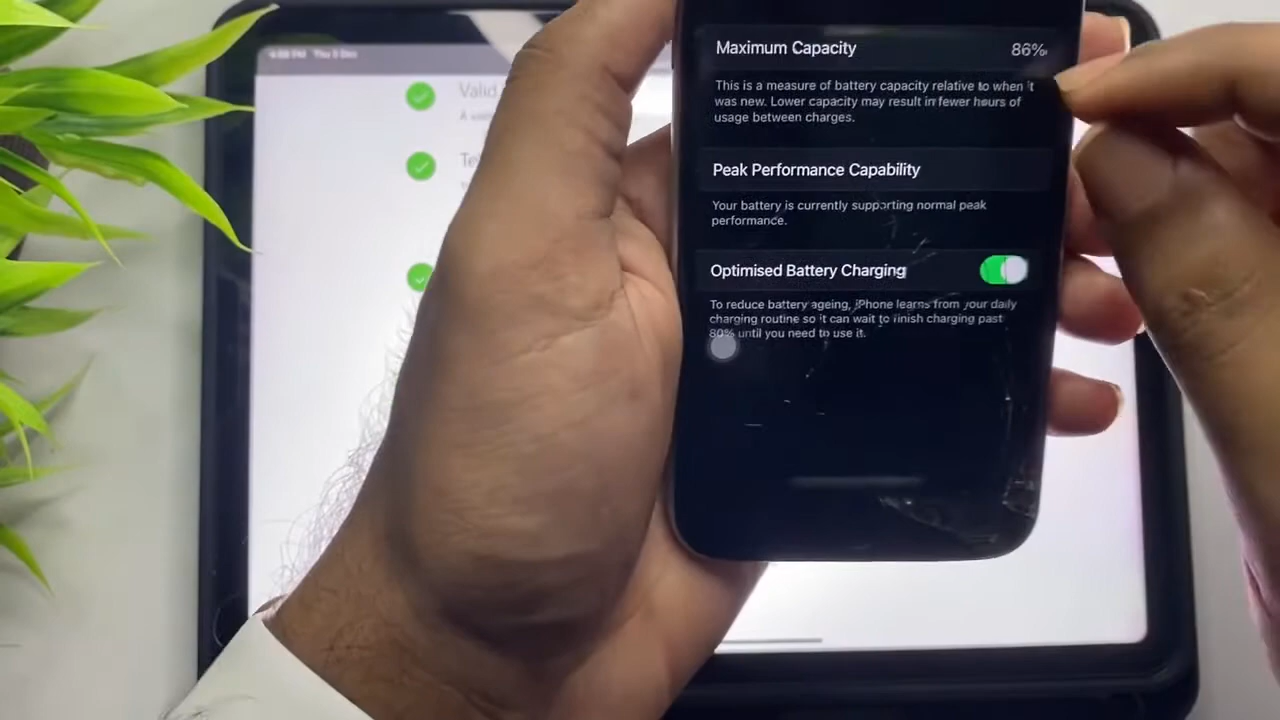 Maximum Capacity 86%
This is a measure of battery capacity relative to when it
was new. Lower capacity may result in fewer hours of
usage between charges.
Peak Performance Capability
Your battery is currently supporting normal peak
performance.
Optimised Battery Charging
To reduce battery ageing, iPhone learns from your daily
charging routine so it can wait to finish charging past
80% until you need to use it.
Valid